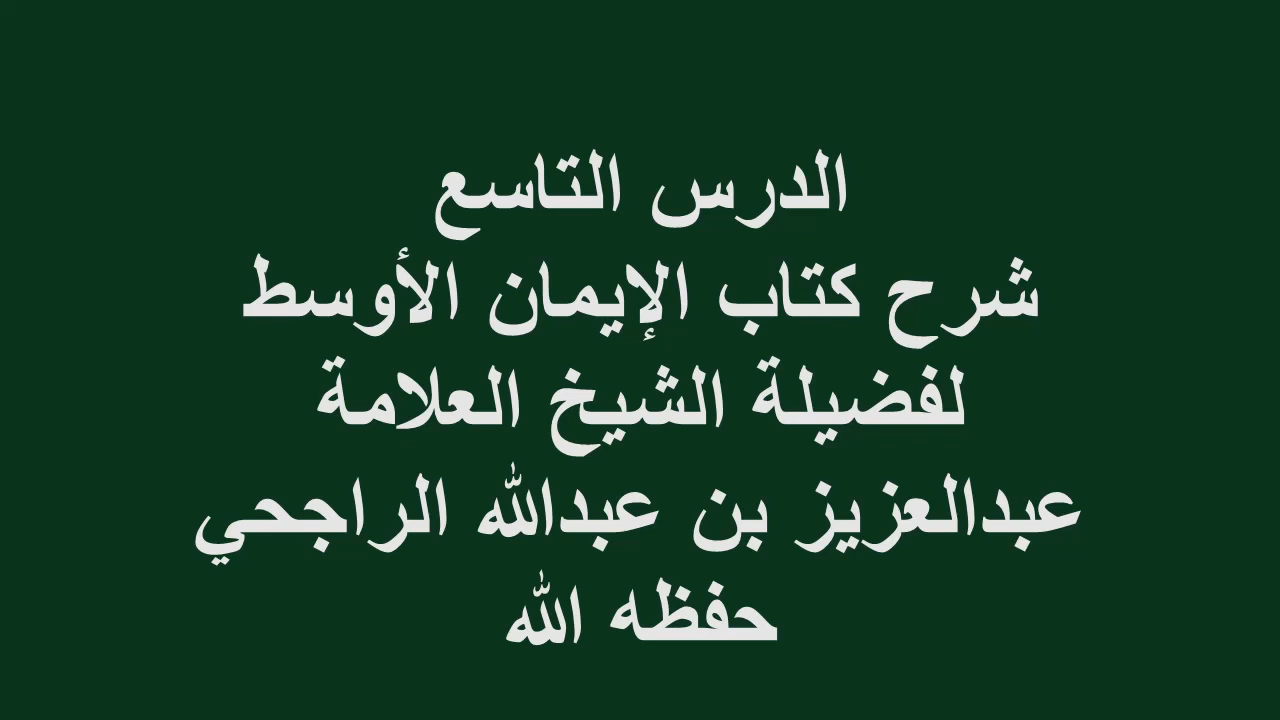 الدرس التاسع
شرح كتاب الإيمان الأوسط
لفضيلة الشيخ العلامة
عبدالعزيز بن عبدالله الراجحي
حفظه الله